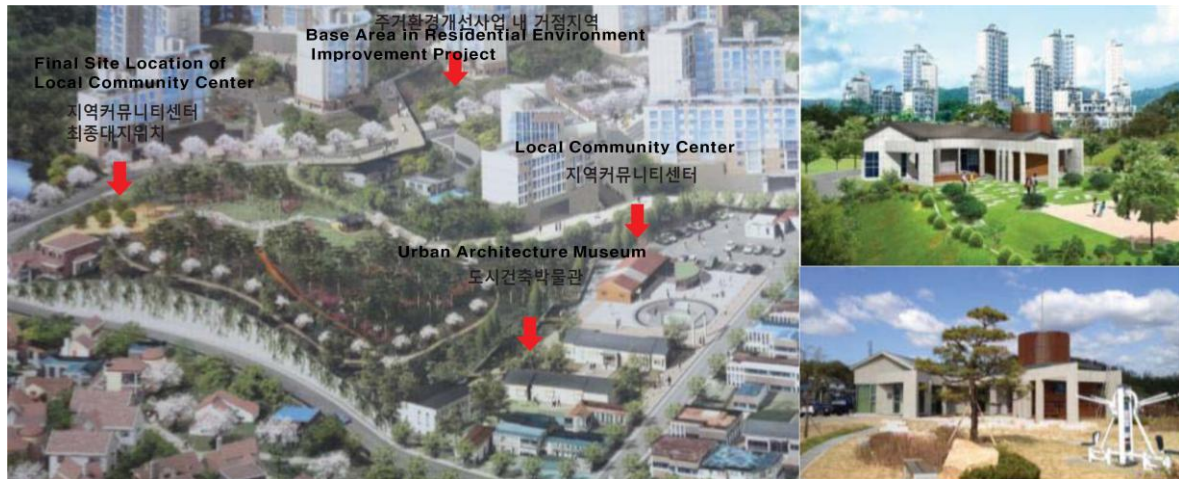 주거환경개선사업 내 거점지역
Base Area in Residential Environment
Improvement Project
Final Site Location of
Local Community Center
지역커뮤니티센터
최종대지위치
Local Community Center
지역커뮤니티센터
Urban Architecture Museum
도시건축박물관